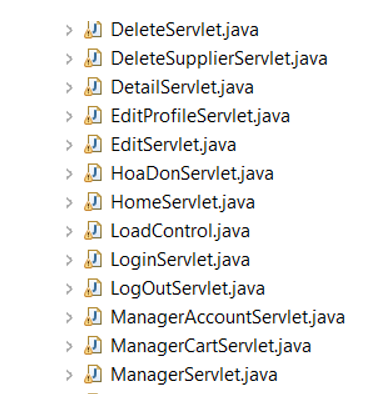 DeleteServlet.java
DeleteSupplierServlet.java
DetailServlet.java
EditProfileServlet.java
EditServlet.java
HoaDonServlet.java
HomeServlet.java
LoadControl.java
LoginServlet.java
LogOutServlet.java
ManagerAccountServlet.java
ManagerCartServlet.java
ManagerServlet.java